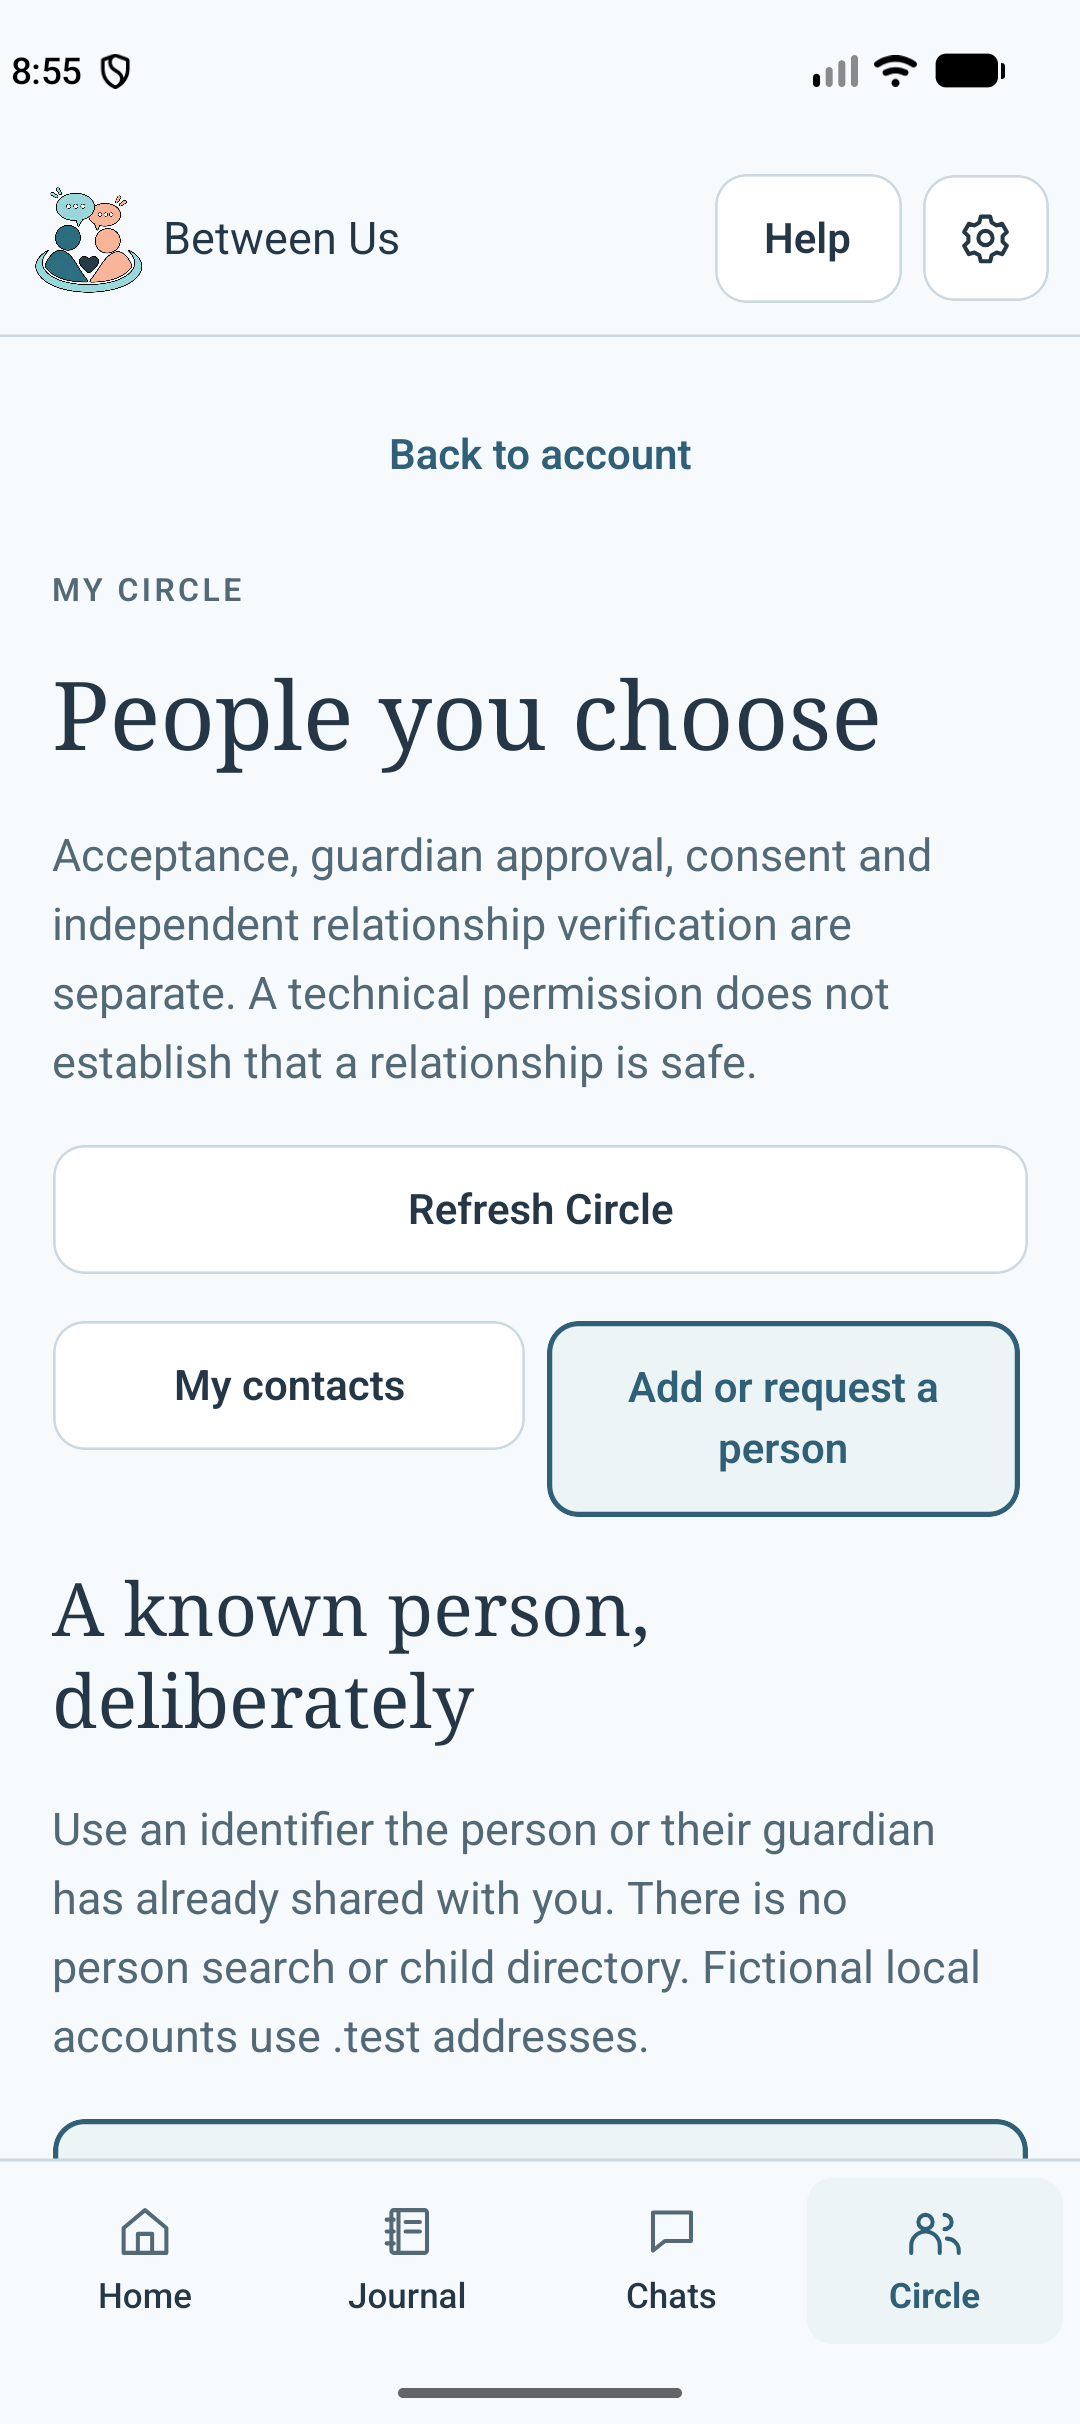 8:55
Between Us
Help
Back to account
MY CIRCLE
People you choose
Acceptance, guardian approval, consent and
independent relationship verification are
separate. A technical permission does not
establish that a relationship is safe.
Refresh Circle
My contacts
Add or request a
person
A known person,
deliberately
Use an identifier the person or their guardian
has already shared with you. There is no
person search or child directory. Fictional local
accounts use .test addresses.
Home
Journal
Chats
Circle